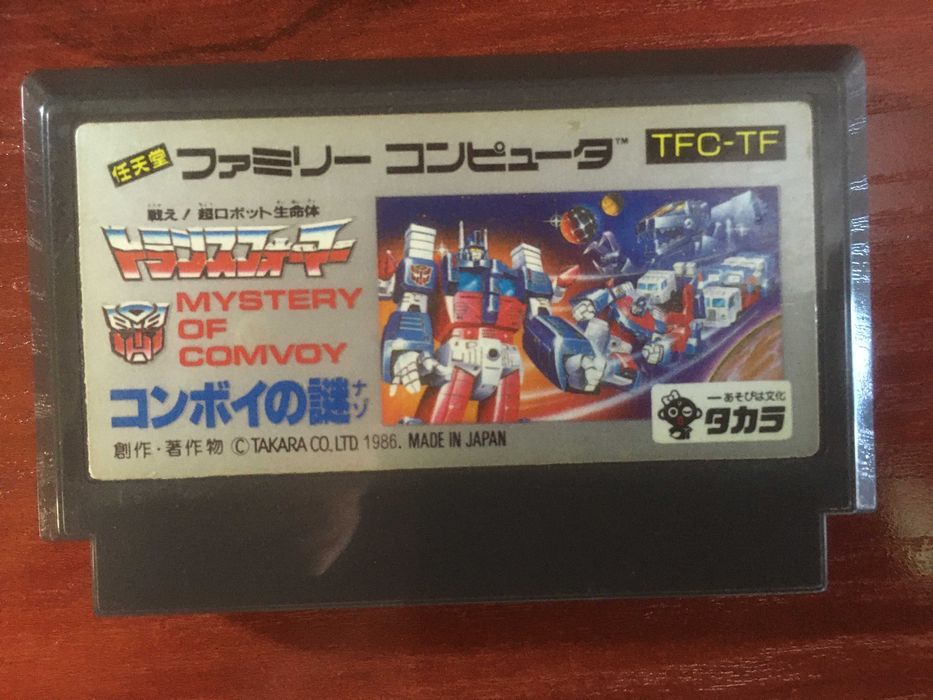 任天堂 ファミリー コンピュータ™ TFC-TF
戦え!超ロボット生命体
トランスフォーマー
MYSTERY
OF
COMVOY
コンボイの謎 ナゾ
創作・著作物 ©TAKARA CO., LTD. 1986. MADE IN JAPAN
あそびは文化
タカラ